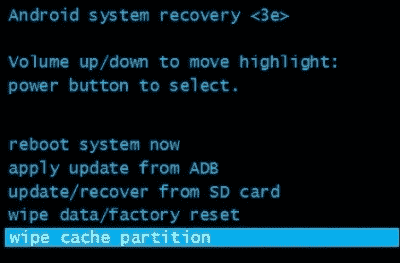 Android system recovery <3e>
Volume up/down to move highlight:
power button to select.
reboot system now
apply update from ADB
update/recover from SD card
wipe data/factory reset
wipe cache partition